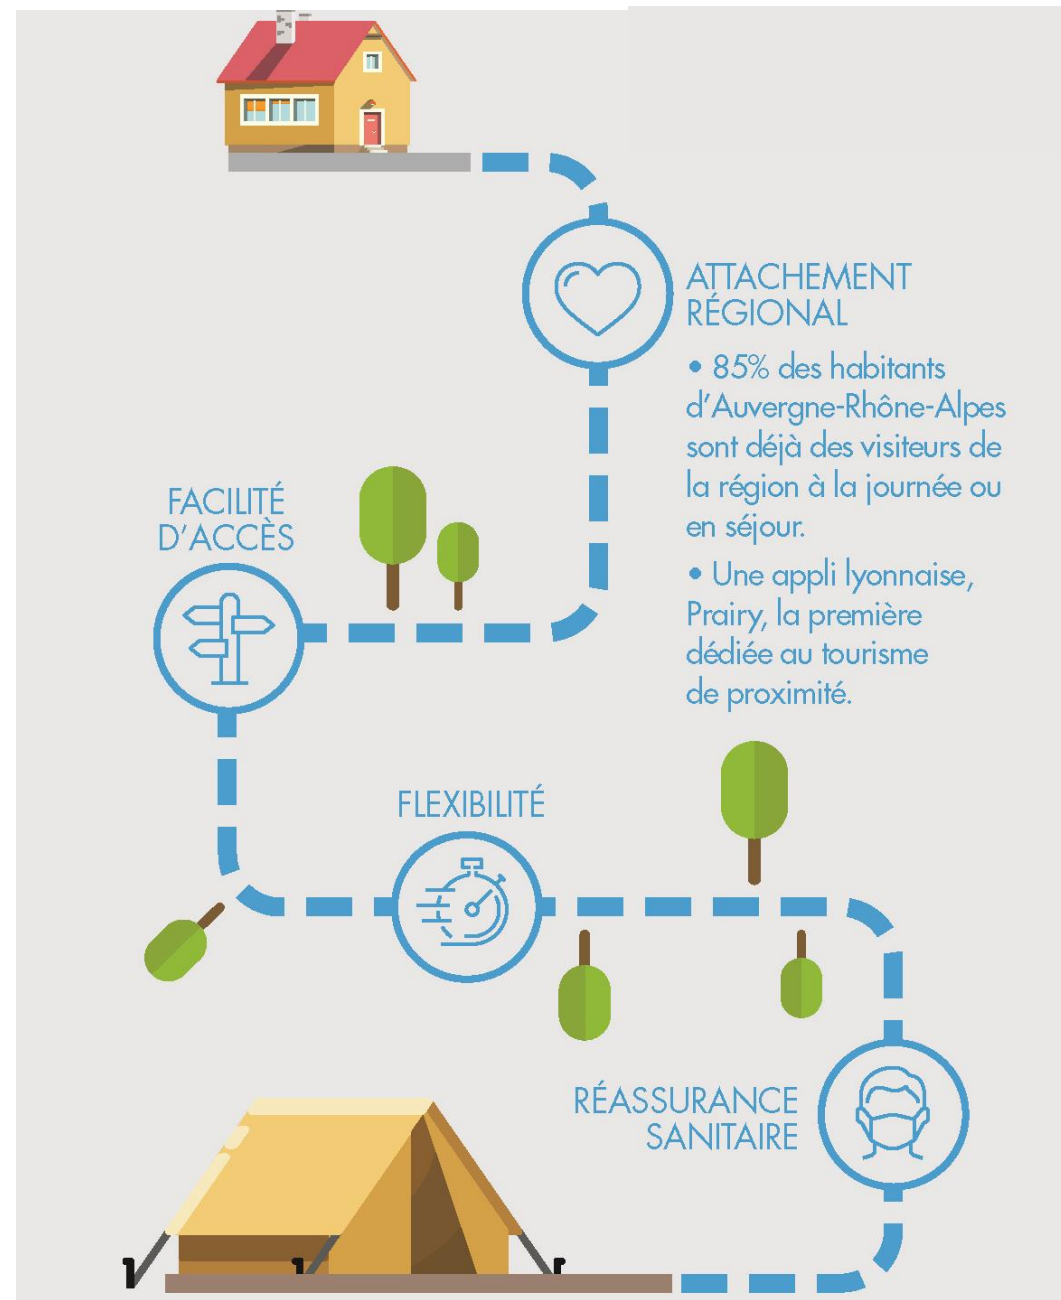 ATTACHEMENT
RÉGIONAL
• 85% des habitants
d'Auvergne-Rhône-Alpes
sont déjà des visiteurs de
la région à la journée ou
en séjour.
• Une appli lyonnaise,
Prairy, la première
dédiée au tourisme
de proximité.
FACILITÉ
D'ACCÈS
FLEXIBILITÉ
RÉASSURANCE
SANITAIRE